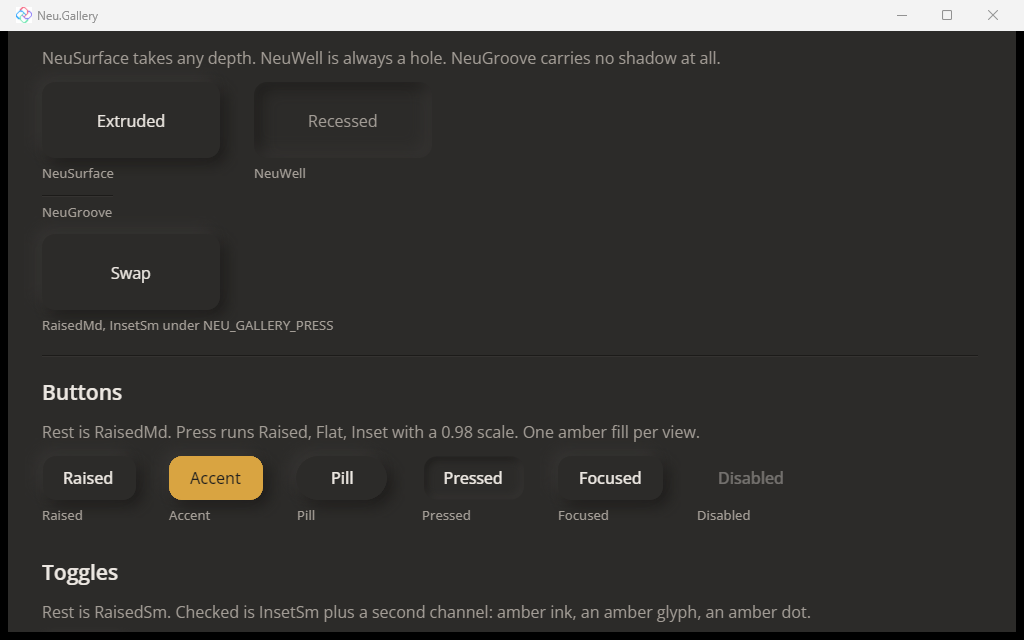 Neu.Gallery
NeuSurface takes any depth. NeuWell is always a hole. NeuGroove carries no shadow at all.
Extruded
Recessed
NeuSurface
NeuWell
NeuGroove
Swap
RaisedMd, InsetSm under NEU_GALLERY_PRESS
Buttons
Rest is RaisedMd. Press runs Raised, Flat, Inset with a 0.98 scale. One amber fill per view.
Raised
Accent
Pill
Pressed
Focused
Disabled
Raised
Accent
Pill
Pressed
Focused
Disabled
Toggles
Rest is RaisedSm. Checked is InsetSm plus a second channel: amber ink, an amber glyph, an amber dot.